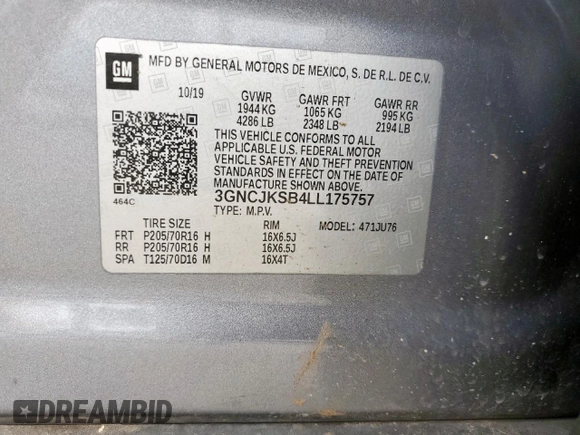 GM
MFD BY GENERAL MOTORS DE MEXICO, S. DE R.L. DE C.V.
10/19 GVWR GAWR FRT GAWR RR
1944 KG 1065 KG 995 KG
4286 LB 2348 LB 2194 LB
THIS VEHICLE CONFORMS TO ALL
APPLICABLE U.S. FEDERAL MOTOR
VEHICLE SAFETY AND THEFT PREVENTION
STANDARDS IN EFFECT ON THE DATE OF
MANUFACTURE SHOWN ABOVE.
464C 3GNCJKSB4LL175757
TYPE: M.P.V. MODEL: 471JU76
TIRE SIZE RIM
FRT P205/70R16 H 16X6.5J
RR P205/70R16 H 16X6.5J
SPA T125/70D16 M 16X4T
DREAMBID